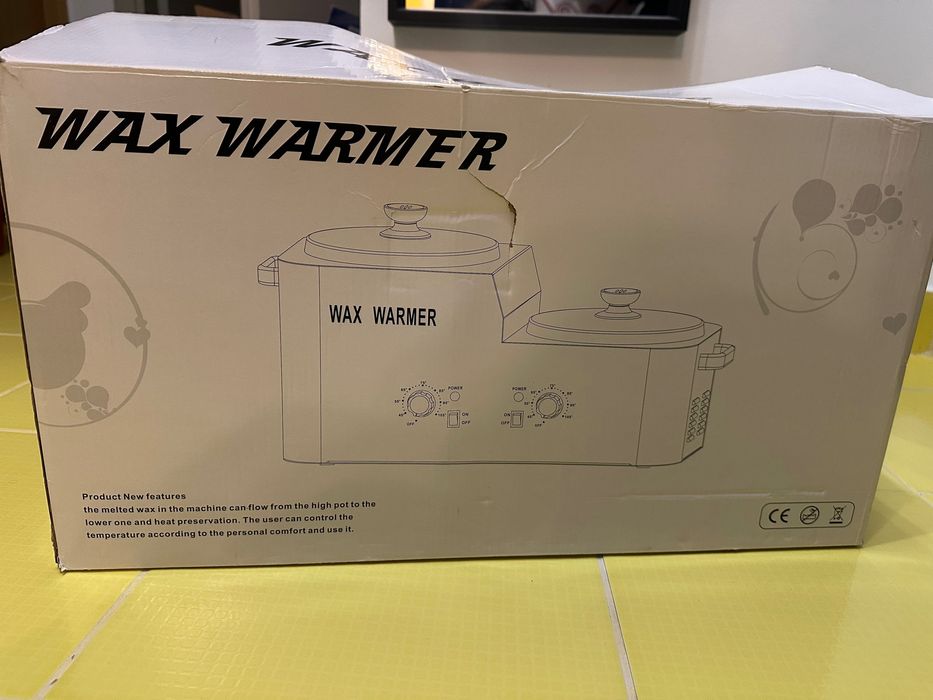 WAX WARMER
WAX WARMER
POWER
ON
OFF
OFF
POWER
ON
OFF
OFF
Product New features
the melted wax in the machine can-flow from the high pot to the
lower one and heat preservation. The user can control the
temperature according to the personal comfort and use it.
CE